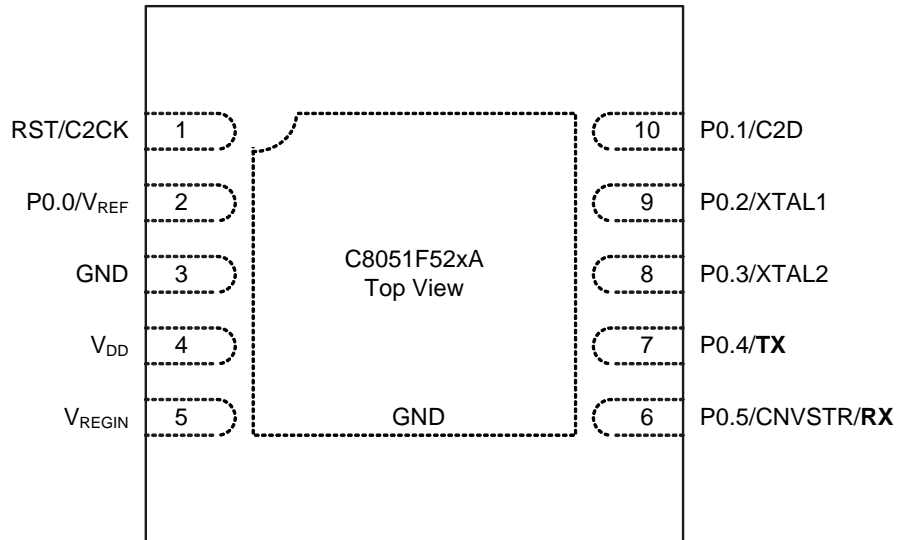 RST/C2CK 1 10 P0.1/C2D
P0.0/VREF 2 9 P0.2/XTAL1
GND 3 8 P0.3/XTAL2
C8051F52xA
Top View
VDD 4 7 P0.4/TX
VREGIN 5 GND 6 P0.5/CNVSTR/RX